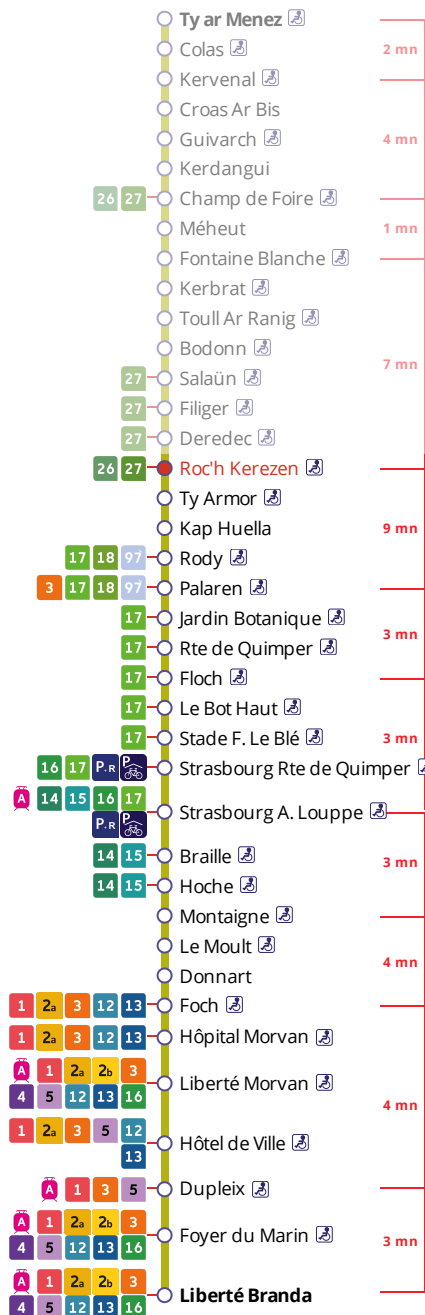 Ty ar Menez
Colas
2 mn
Kervenal
Croas Ar Bis
Guivarch
4 mn
Kerdangui
26 27 Champ de Foire
Méheut
1 mn
Fontaine Blanche
Kerbrat
Toull Ar Ranig
Bodonn
7 mn
27 Salaün
27 Filiger
27 Deredec
26 27 Roc'h Kerezen
Ty Armor
Kap Huella
9 mn
17 18 97 Rody
3 17 18 97 Palaren
17 Jardin Botanique
3 mn
17 Rte de Quimper
17 Floch
17 Le Bot Haut
17 Stade F. Le Blé
3 mn
16 17 P+R P Strasbourg Rte de Quimper
A 14 15 16 17
P+R P Strasbourg A. Louppe
14 15 Braille
3 mn
14 15 Hoche
Montaigne
Le Moult
4 mn
Donnart
1 2a 3 12 13 Foch
1 2a 3 12 13 Hôpital Morvan
A 1 2a 2b 3
4 5 12 13 16 Liberté Morvan
4 mn
1 2a 3 5 12
13 Hôtel de Ville
A 1 3 5 Dupleix
A 1 2a 2b 3
4 5 12 13 16 Foyer du Marin
3 mn
A 1 2a 2b 3
4 5 12 13 16 Liberté Branda